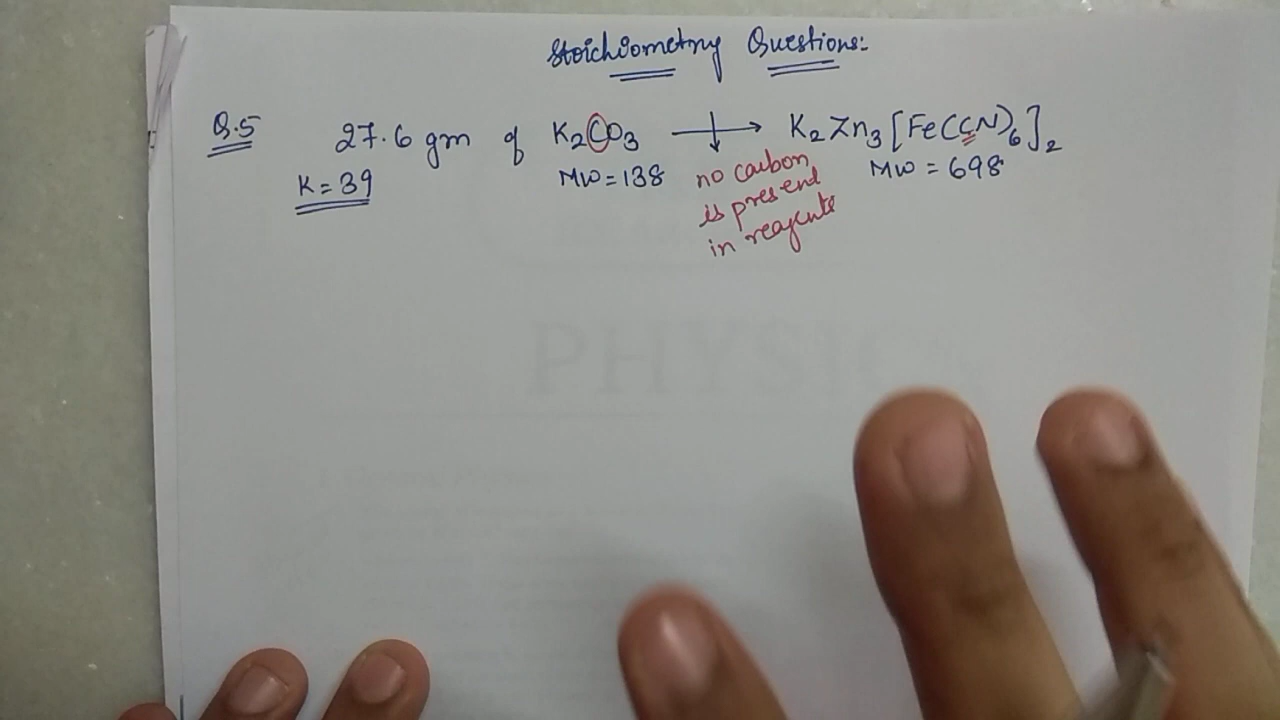 Stoichiometry Questions:
Q.5 27.6 gm of K₂CO₃ → K₂Zn₃[Fe(CN)₆]₂
K = 39 MW = 138 MW = 698
no carbon
is present
in reagents
PHYSIC